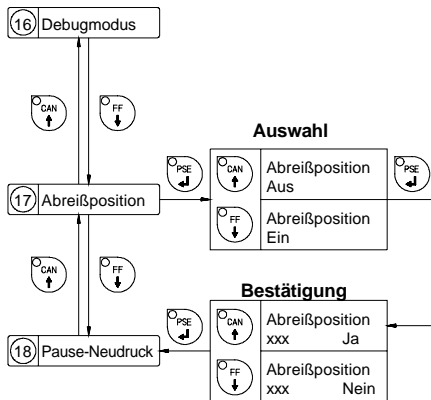 16 Debugmodus
CAN
FF
Auswahl
PSE
CAN
Abreißposition
Aus
PSE
17 Abreißposition
FF
Abreißposition
Ein
CAN
FF
Bestätigung
PSE
CAN
Abreißposition
xxx Ja
18 Pause-Neudruck
FF
Abreißposition
xxx Nein